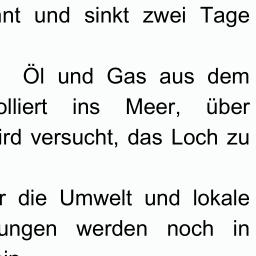 nnt und sinkt zwei Tage
Öl und Gas aus dem
olliert ins Meer, über
ird versucht, das Loch zu
r die Umwelt und lokale
ungen werden noch in